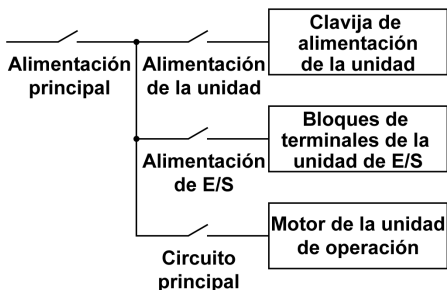 Clavija de
alimentación
de la unidad
Alimentación
principal
Alimentación
de la unidad
Bloques de
terminales de la
unidad de E/S
Alimentación
de E/S
Motor de la unidad
de operación
Circuito
principal